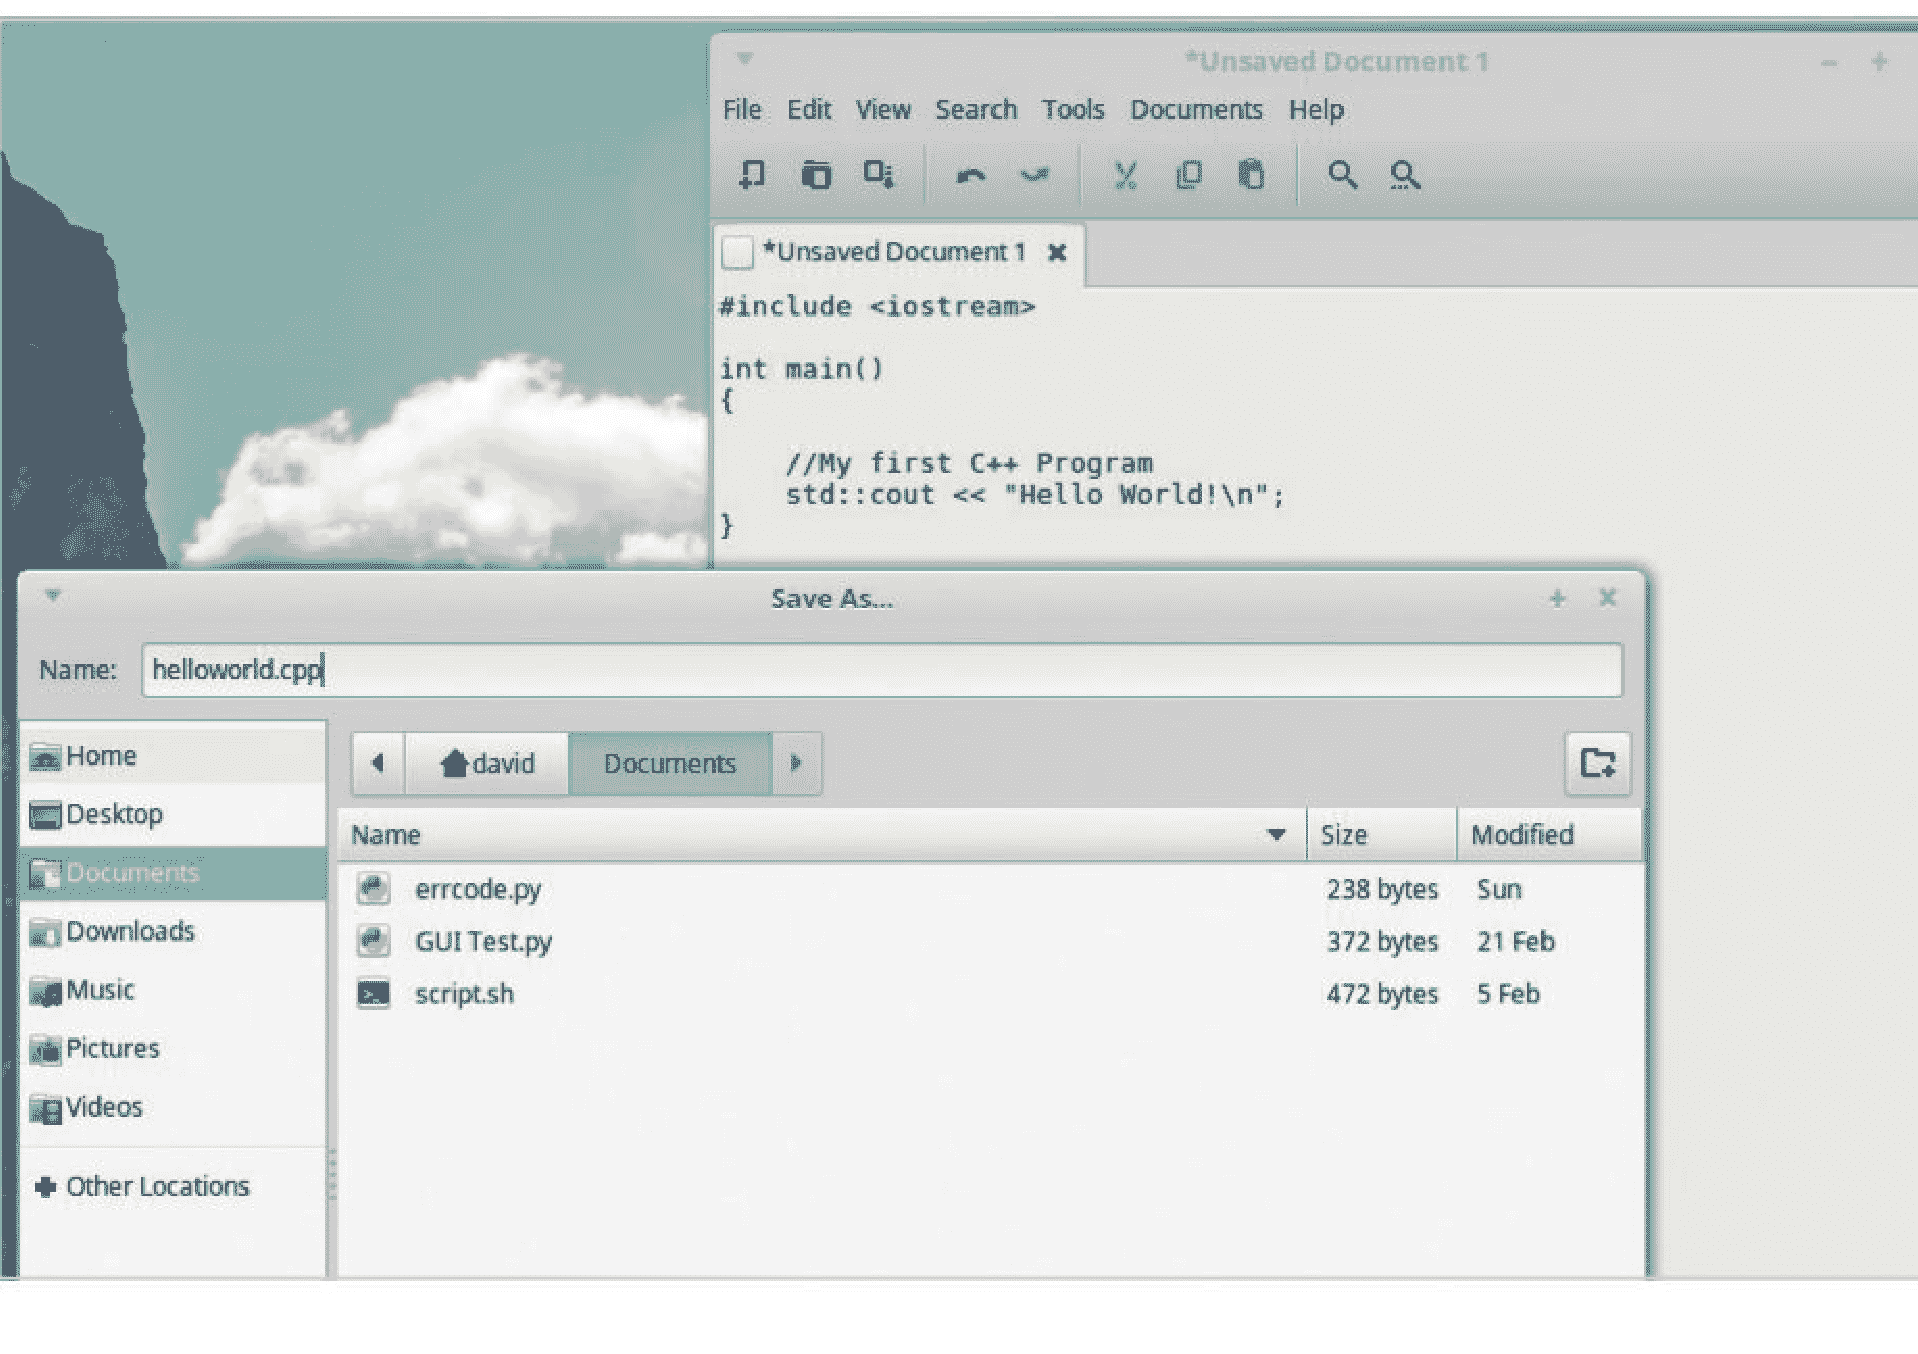 *Unsaved Document 1
File Edit View Search Tools Documents Help
*Unsaved Document 1
#include <iostream>
int main()
{
//My first C++ Program
std::cout << "Hello World!\n";
}
Save As...
Name: helloworld.cpp
Home
Desktop
Documents
Downloads
Music
Pictures
Videos
Other Locations
david Documents
Name Size Modified
errcode.py 238 bytes Sun
GUI Test.py 372 bytes 21 Feb
script.sh 472 bytes 5 Feb